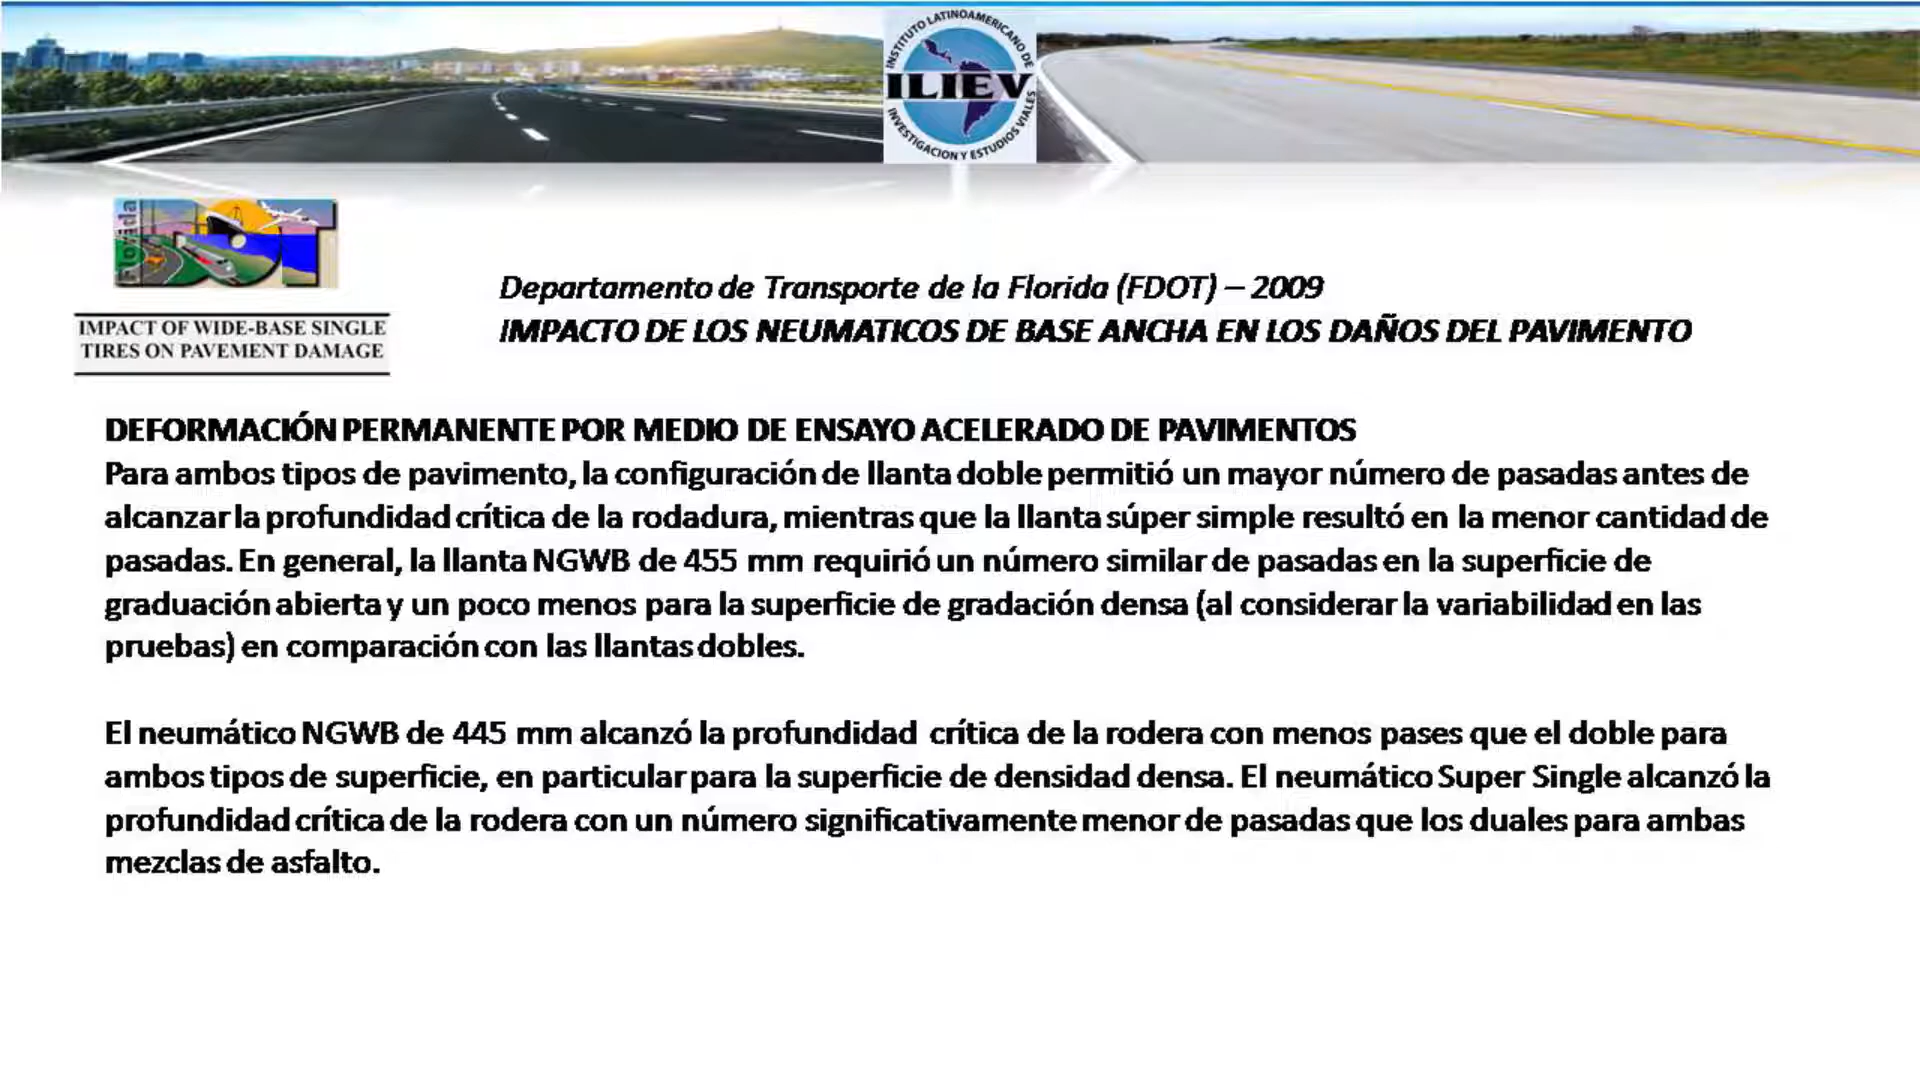 INSTITUTO LATINOAMERICANO DE
ILIEV
INVESTIGACION Y ESTUDIOS VIALES
Florida
DOT
IMPACT OF WIDE-BASE SINGLE
TIRES ON PAVEMENT DAMAGE
Departamento de Transporte de la Florida (FDOT) – 2009
IMPACTO DE LOS NEUMATICOS DE BASE ANCHA EN LOS DAÑOS DEL PAVIMENTO
DEFORMACIÓN PERMANENTE POR MEDIO DE ENSAYO ACELERADO DE PAVIMENTOS
Para ambos tipos de pavimento, la configuración de llanta doble permitió un mayor número de pasadas antes de
alcanzar la profundidad crítica de la rodadura, mientras que la llanta súper simple resultó en la menor cantidad de
pasadas. En general, la llanta NGWB de 455 mm requirió un número similar de pasadas en la superficie de
graduación abierta y un poco menos para la superficie de gradación densa (al considerar la variabilidad en las
pruebas) en comparación con las llantas dobles.
El neumático NGWB de 445 mm alcanzó la profundidad crítica de la rodera con menos pases que el doble para
ambos tipos de superficie, en particular para la superficie de densidad densa. El neumático Super Single alcanzó la
profundidad crítica de la rodera con un número significativamente menor de pasadas que los duales para ambas
mezclas de asfalto.